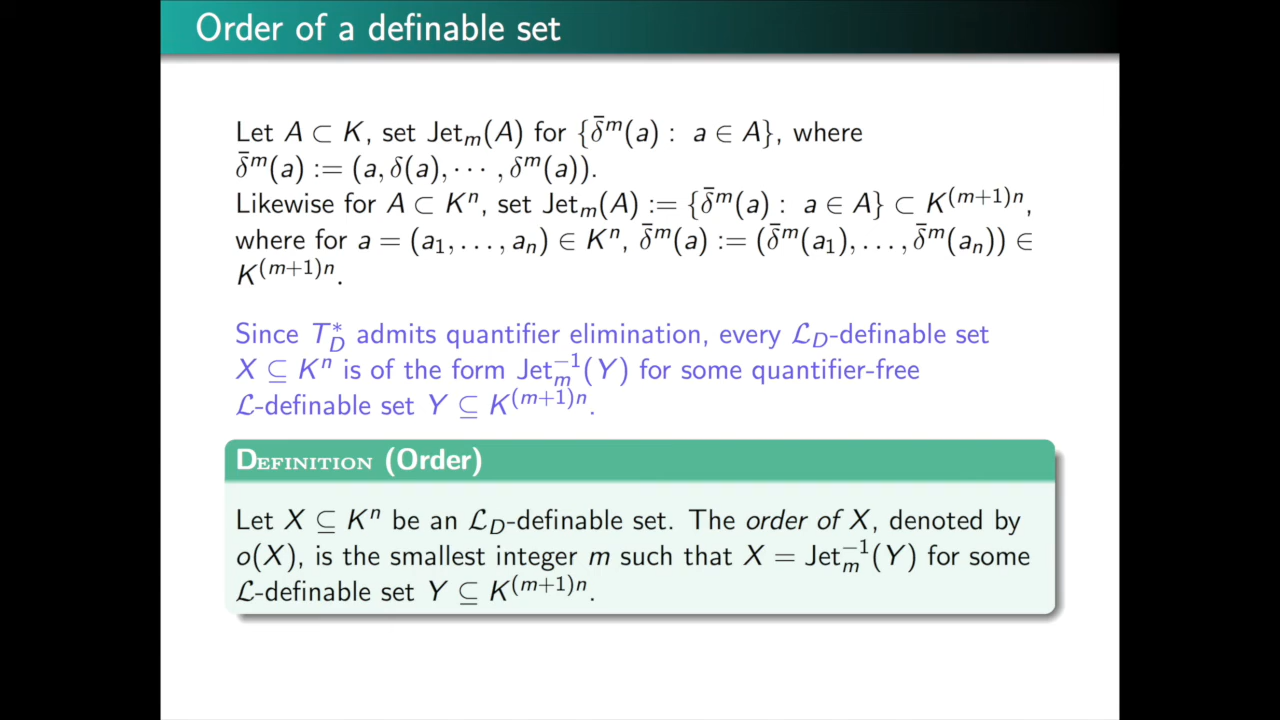 Order of a definable set
Let A ⊂ K, set Jet_m(A) for {δ̄^m(a) : a ∈ A}, where
δ̄^m(a) := (a, δ(a), ⋯ , δ^m(a)).
Likewise for A ⊂ K^n, set Jet_m(A) := {δ̄^m(a) : a ∈ A} ⊂ K^{(m+1)n},
where for a = (a_1, . . . , a_n) ∈ K^n, δ̄^m(a) := (δ̄^m(a_1), . . . , δ̄^m(a_n)) ∈
K^{(m+1)n}.
Since T_D^* admits quantifier elimination, every ℒ_D-definable set
X ⊆ K^n is of the form Jet_m^{-1}(Y) for some quantifier-free
ℒ-definable set Y ⊆ K^{(m+1)n}.
Definition (Order)
Let X ⊆ K^n be an ℒ_D-definable set. The order of X, denoted by
o(X), is the smallest integer m such that X = Jet_m^{-1}(Y) for some
ℒ-definable set Y ⊆ K^{(m+1)n}.